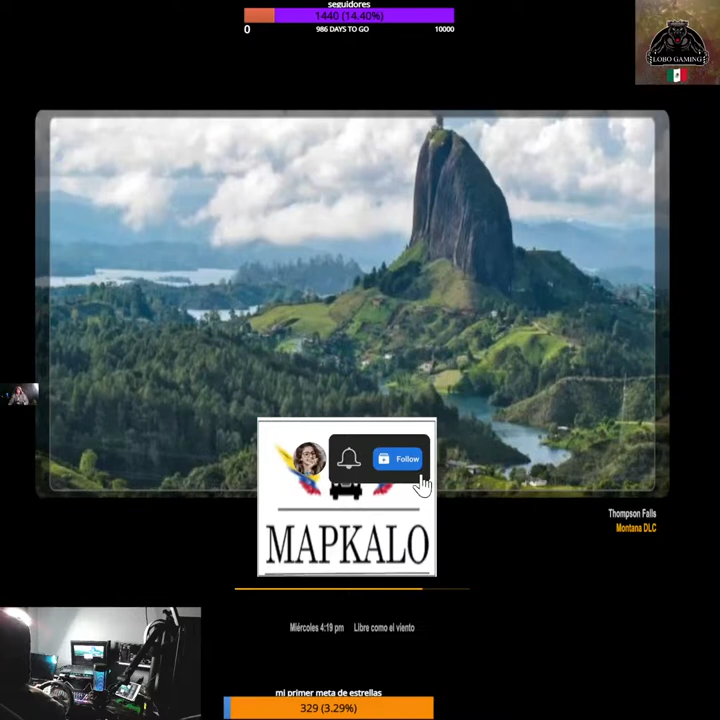 seguidores
1440 (14.40%)
0
986 DAYS TO GO
10000
LOBO GAMING
Follow
MAPKALO
Thompson Falls
Montana DLC
Miércoles 4:19 pm
Libre como el viento
mi primer meta de estrellas
329 (3.29%)